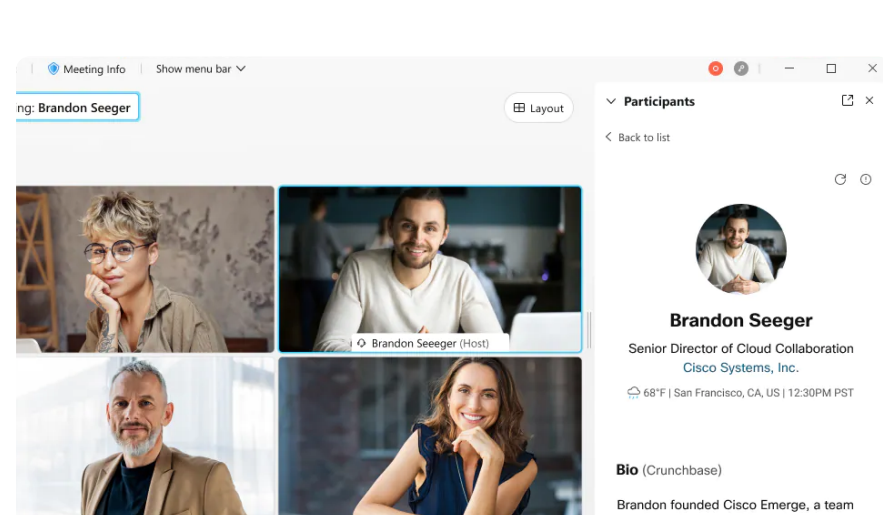 Meeting Info
Show menu bar
ng: Brandon Seeger
Layout
Participants
Back to list
Brandon Seeeger (Host)
Brandon Seeger
Senior Director of Cloud Collaboration
Cisco Systems, Inc.
68°F | San Francisco, CA, US | 12:30PM PST
Bio (Crunchbase)
Brandon founded Cisco Emerge, a team